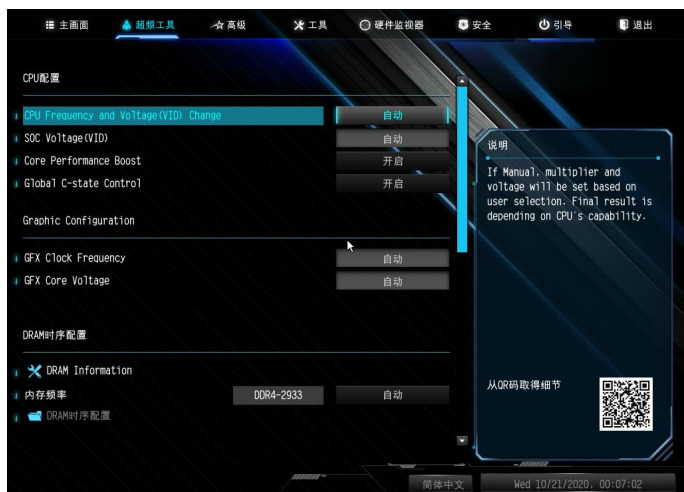 主画面 超频工具 高级 工具 硬件监视器 安全 引导 退出
CPU配置
CPU Frequency and Voltage(VID) Change 自动
SOC Voltage(VID) 自动
Core Performance Boost 开启
Global C-state Control 开启
Graphic Configuration
GFX Clock Frequency 自动
GFX Core Voltage 自动
DRAM时序配置
DRAM Information
内存频率 DDR4-2933 自动
DRAM时序配置
说明
If Manual, multiplier and
voltage will be set based on
user selection. Final result is
depending on CPU's capability.
从QR码取得细节
简体中文 Wed 10/21/2020, 00:07:02